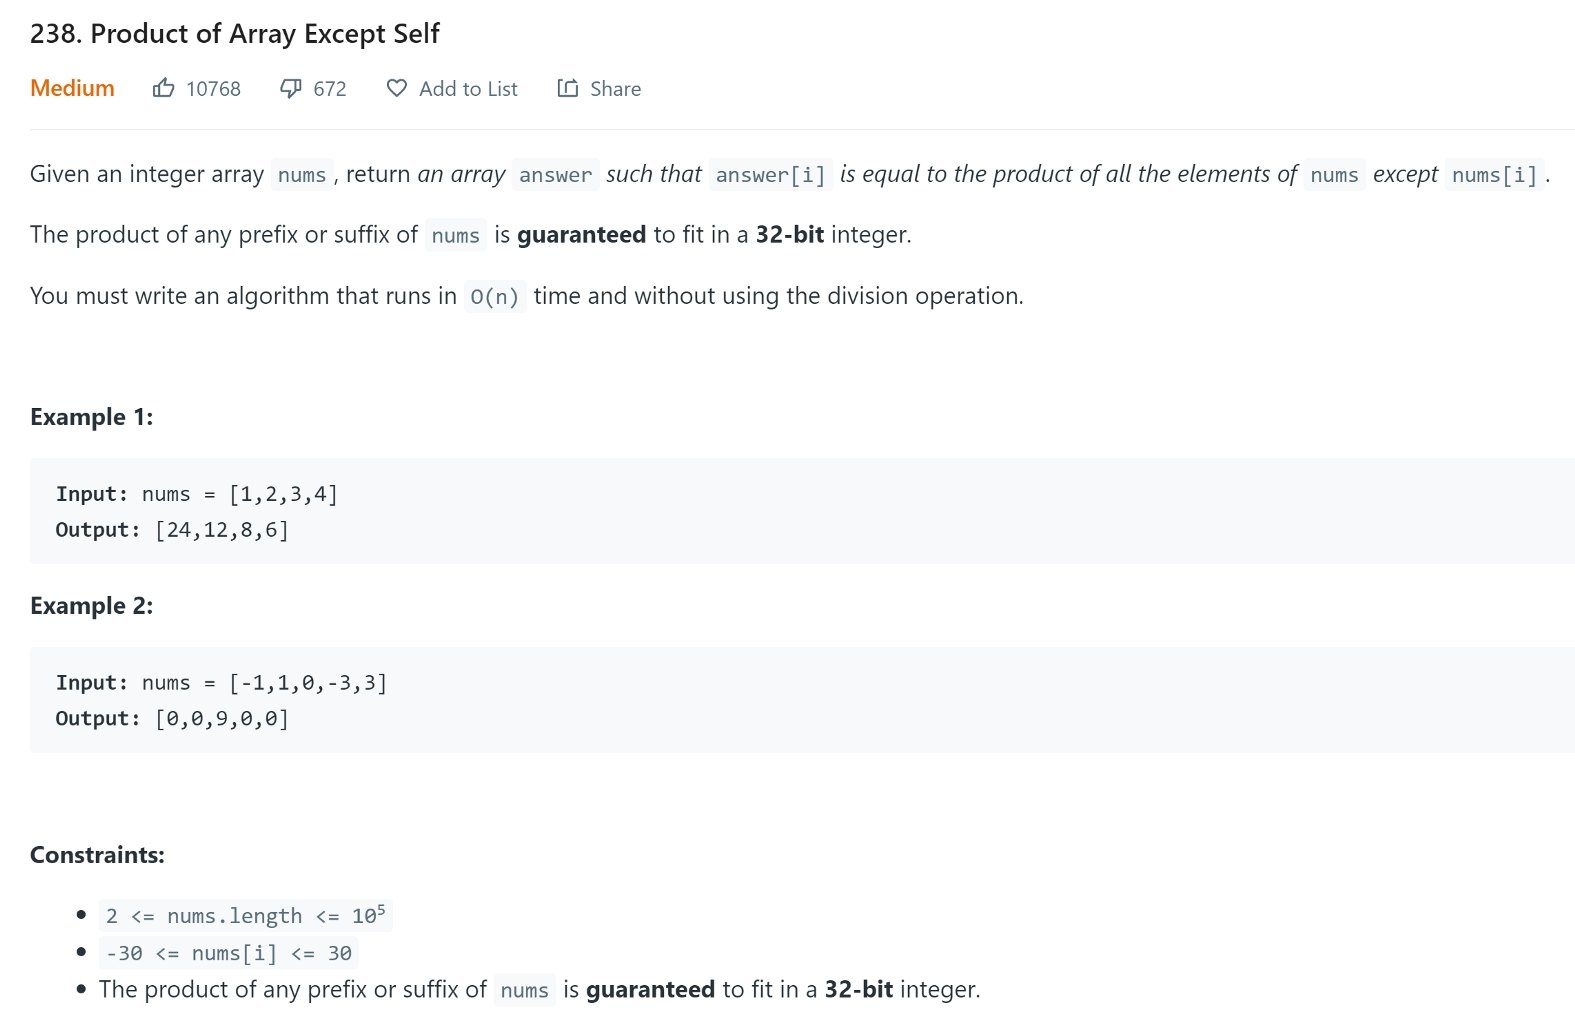 238. Product of Array Except Self
Medium 10768 672 Add to List Share
Given an integer array nums, return an array answer such that answer[i] is equal to the product of all the elements of nums except nums[i].
The product of any prefix or suffix of nums is guaranteed to fit in a 32-bit integer.
You must write an algorithm that runs in O(n) time and without using the division operation.
Example 1:
Input: nums = [1,2,3,4]
Output: [24,12,8,6]
Example 2:
Input: nums = [-1,1,0,-3,3]
Output: [0,0,9,0,0]
Constraints:
• 2 <= nums.length <= 10⁵
• -30 <= nums[i] <= 30
• The product of any prefix or suffix of nums is guaranteed to fit in a 32-bit integer.